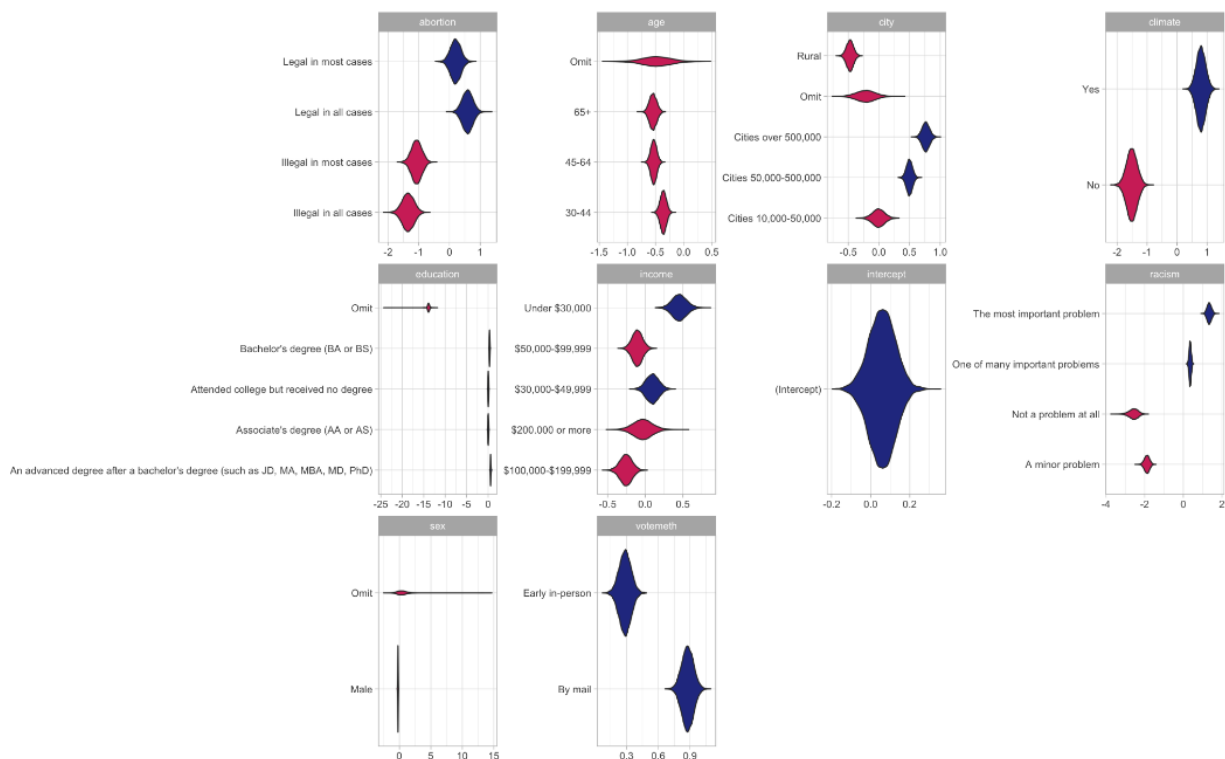 abortion
Legal in most cases
Legal in all cases
Illegal in most cases
Illegal in all cases
-2 -1 0 1
age
Omit
65+
45-64
30-44
-1.5 -1.0 -0.5 0.0 0.5
city
Rural
Omit
Cities over 500,000
Cities 50,000-500,000
Cities 10,000-50,000
-0.5 0.0 0.5 1.0
climate
Yes
No
-2 -1 0 1
education
Omit
Bachelor's degree (BA or BS)
Attended college but received no degree
Associate's degree (AA or AS)
An advanced degree after a bachelor's degree (such as JD, MA, MBA, MD, PhD)
-25 -20 -15 -10 -5 0
income
Under $30,000
$50,000-$99,999
$30,000-$49,999
$200.000 or more
$100,000-$199,999
-0.5 0.0 0.5
intercept
(Intercept)
0.0 0.2
racism
The most important problem
One of many important problems
Not a problem at all
A minor problem
-4 -2 0 2
sex
Omit
Male
0 5 10 15
votemeth
Early in-person
By mail
0.3 0.6 0.9